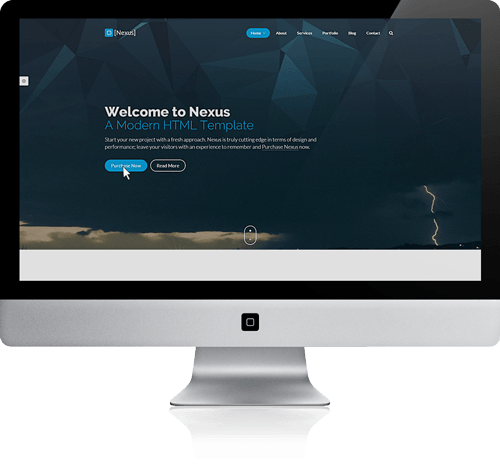 [Nexus]
Home About Services Portfolio Blog Contact
Welcome to Nexus
A Modern HTML Template
Start your new project with a fresh approach. Nexus is truly cutting edge in terms of design and
performance; leave your visitors with an experience to remember and Purchase Nexus now.
Purchase Now Read More